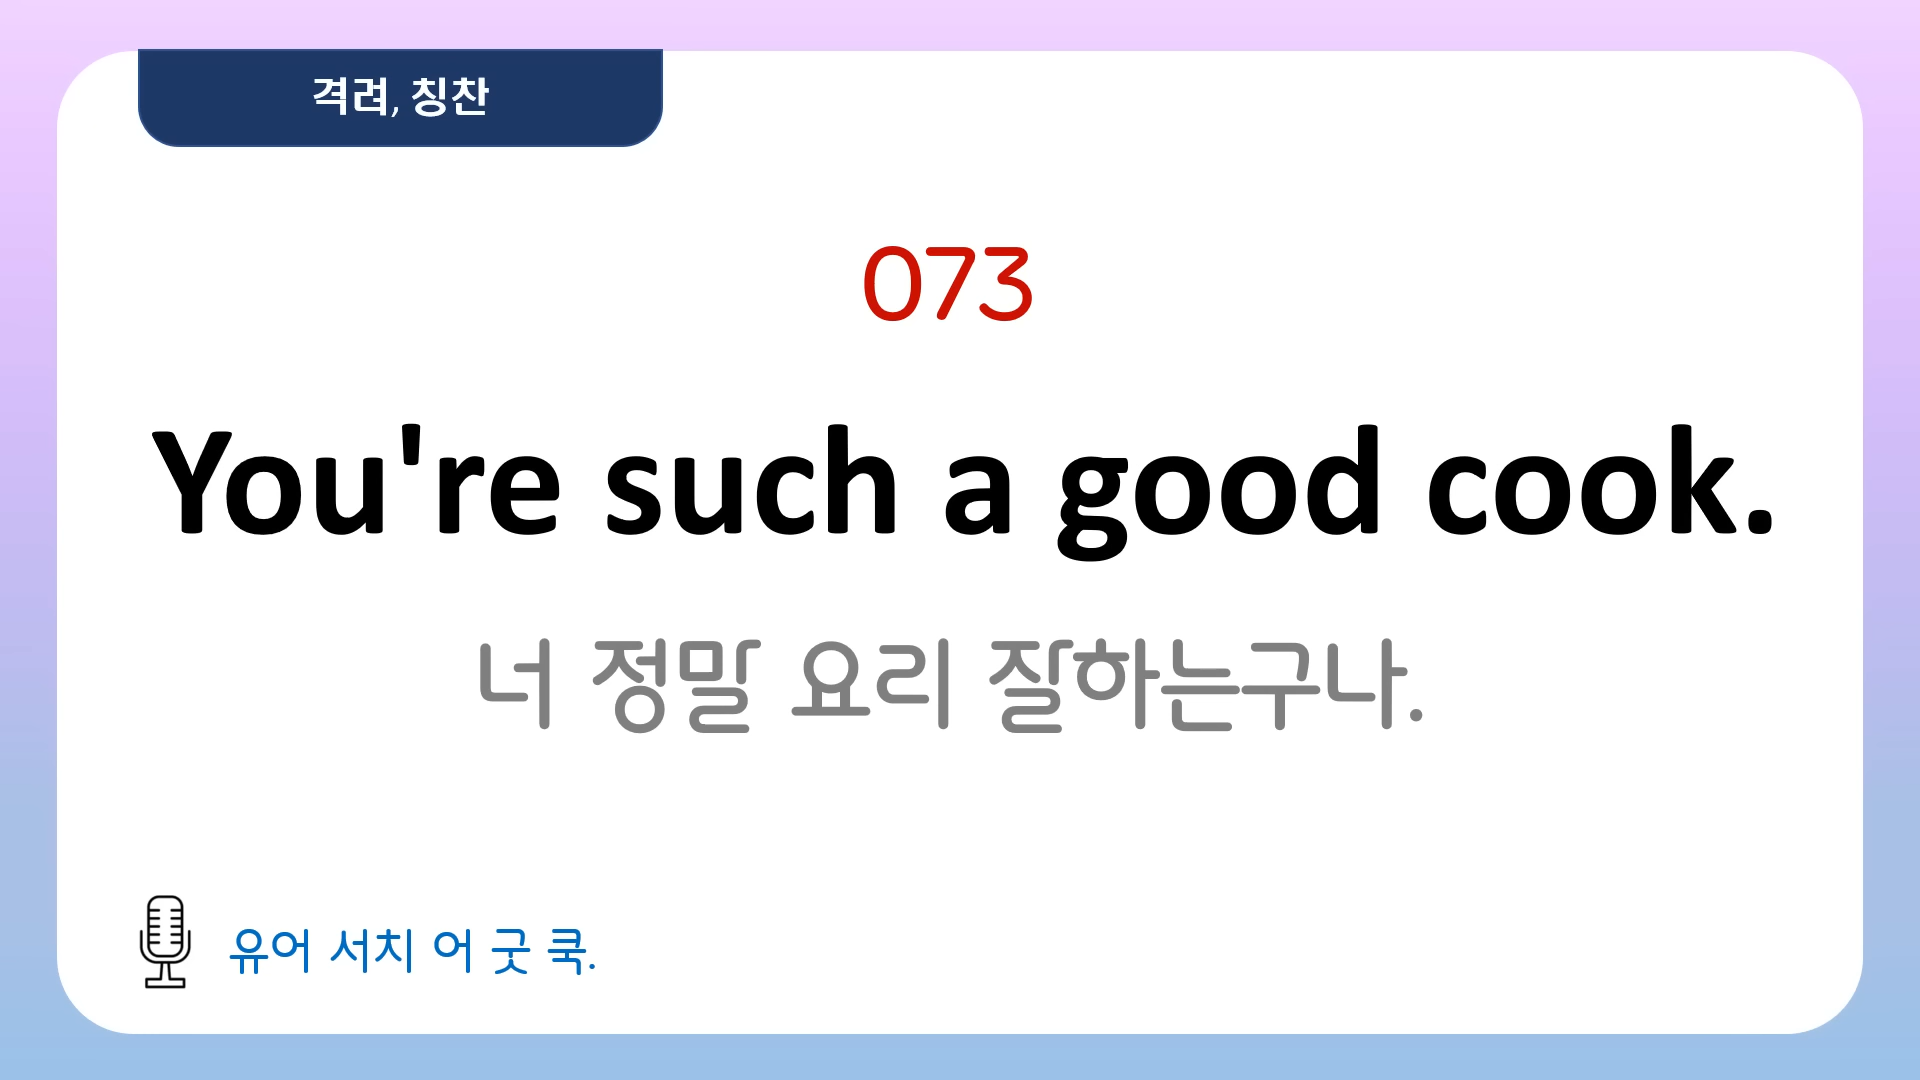 격려, 칭찬
073
You're such a good cook.
너 정말 요리 잘하는구나.
유어 서치 어 굿 쿡.